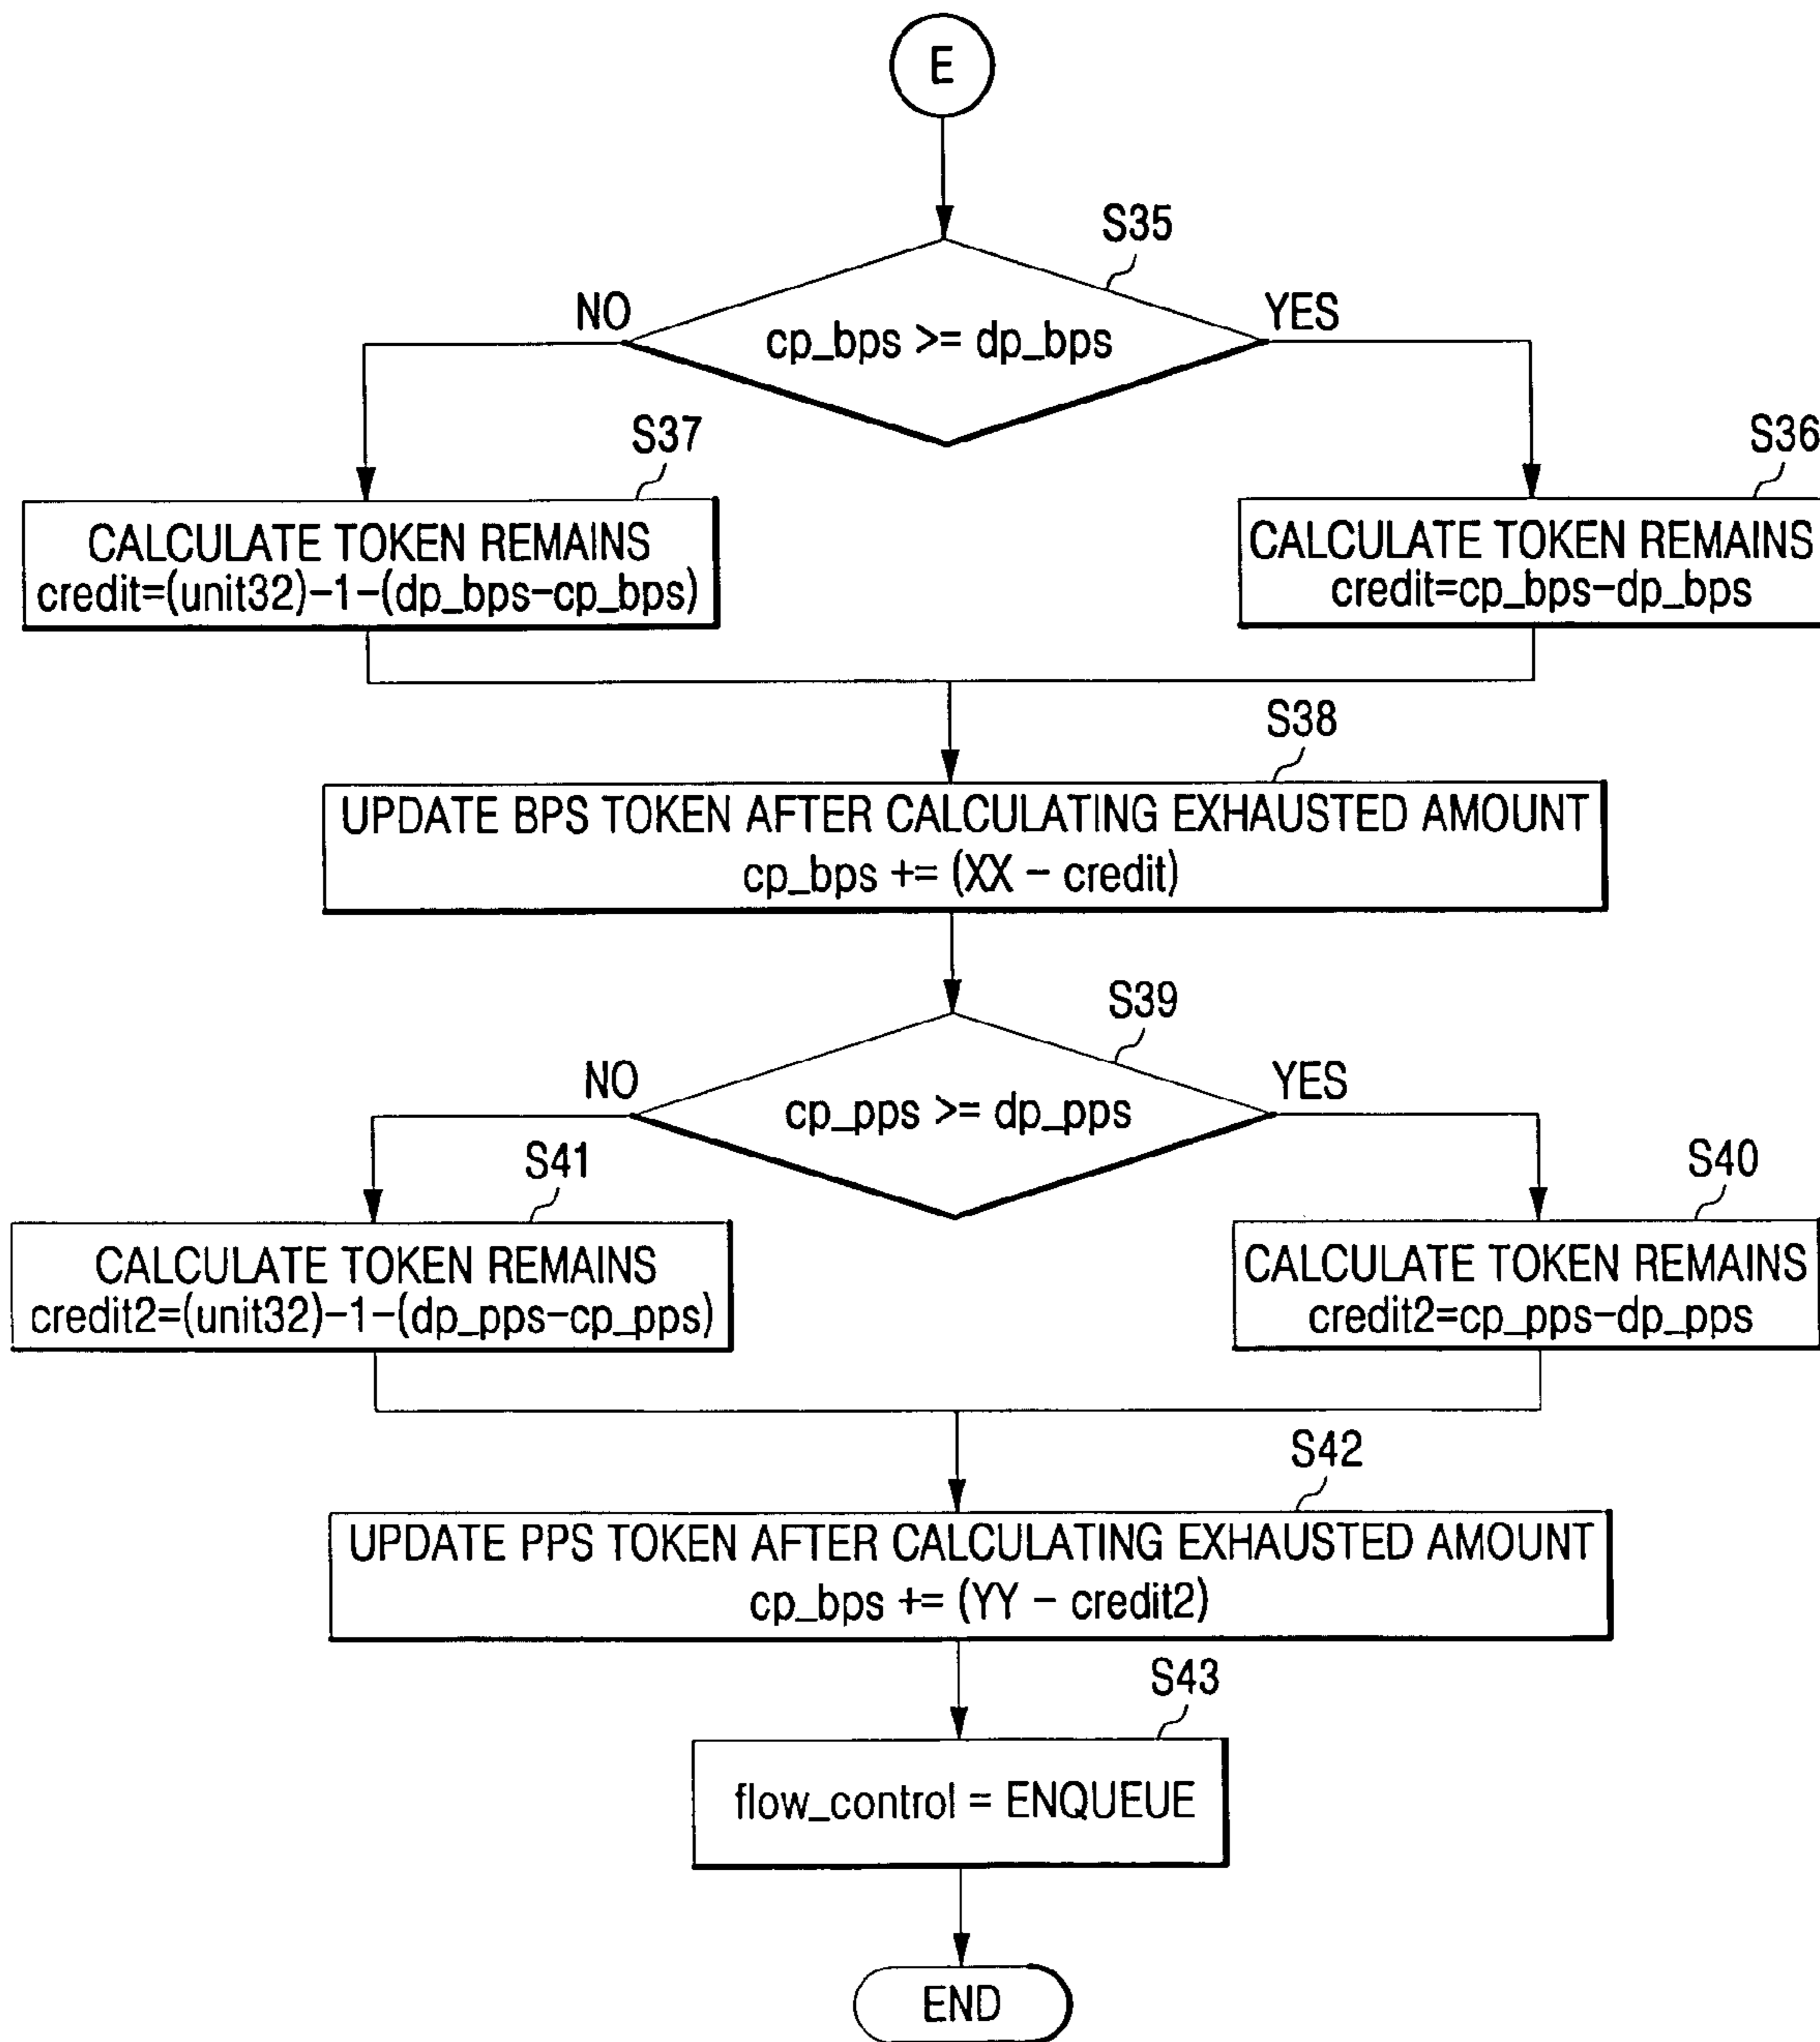 E
S35
NO
YES
cp_bps >= dp_bps
S37
S36
CALCULATE TOKEN REMAINS
credit=(unit32)-1-(dp_bps-cp_bps)
CALCULATE TOKEN REMAINS
credit=cp_bps-dp_bps
S38
UPDATE BPS TOKEN AFTER CALCULATING EXHAUSTED AMOUNT
cp_bps += (XX - credit)
S39
NO
YES
cp_pps >= dp_pps
S41
S40
CALCULATE TOKEN REMAINS
credit2=(unit32)-1-(dp_pps-cp_pps)
CALCULATE TOKEN REMAINS
credit2=cp_pps-dp_pps
S42
UPDATE PPS TOKEN AFTER CALCULATING EXHAUSTED AMOUNT
cp_bps += (YY - credit2)
S43
flow_control = ENQUEUE
END